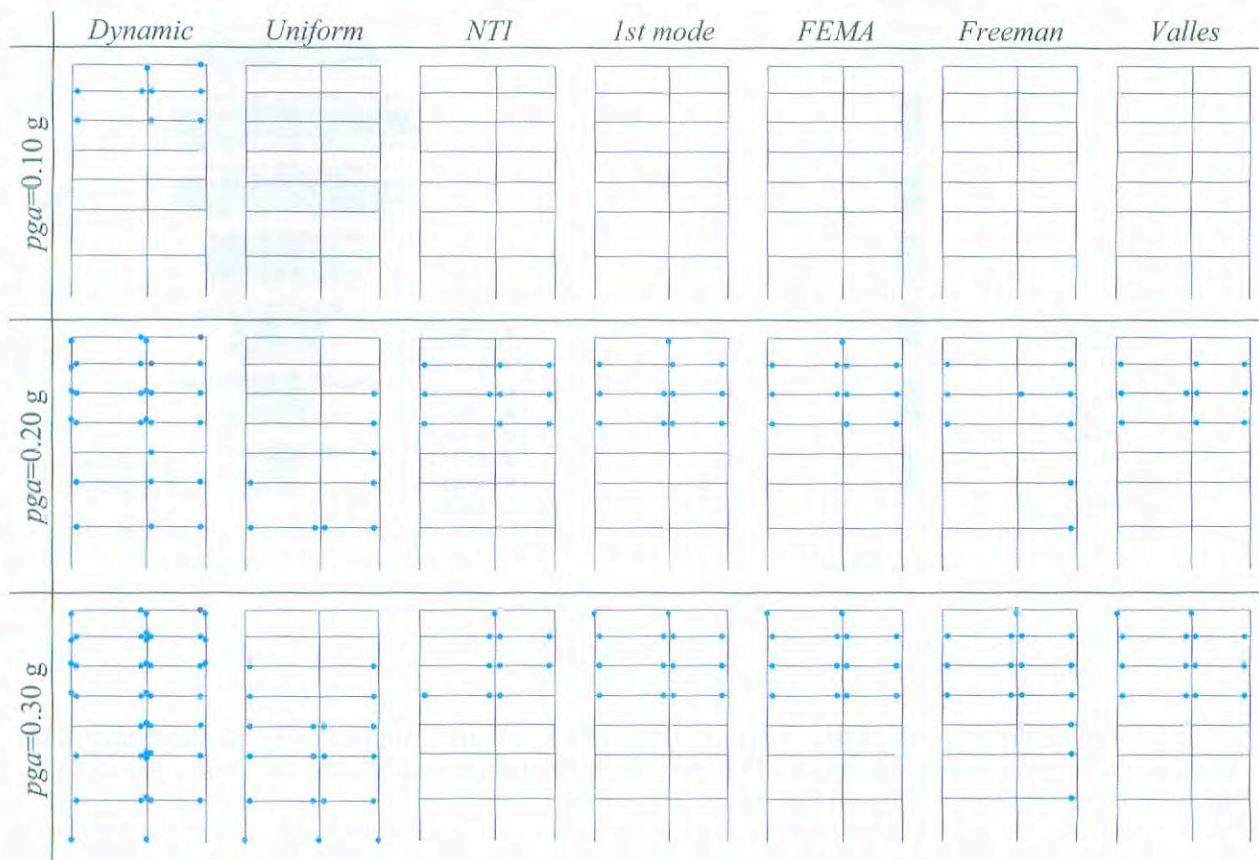 Dynamic Uniform NTI 1st mode FEMA Freeman Valles
pga=0.10 g
pga=0.20 g
pga=0.30 g